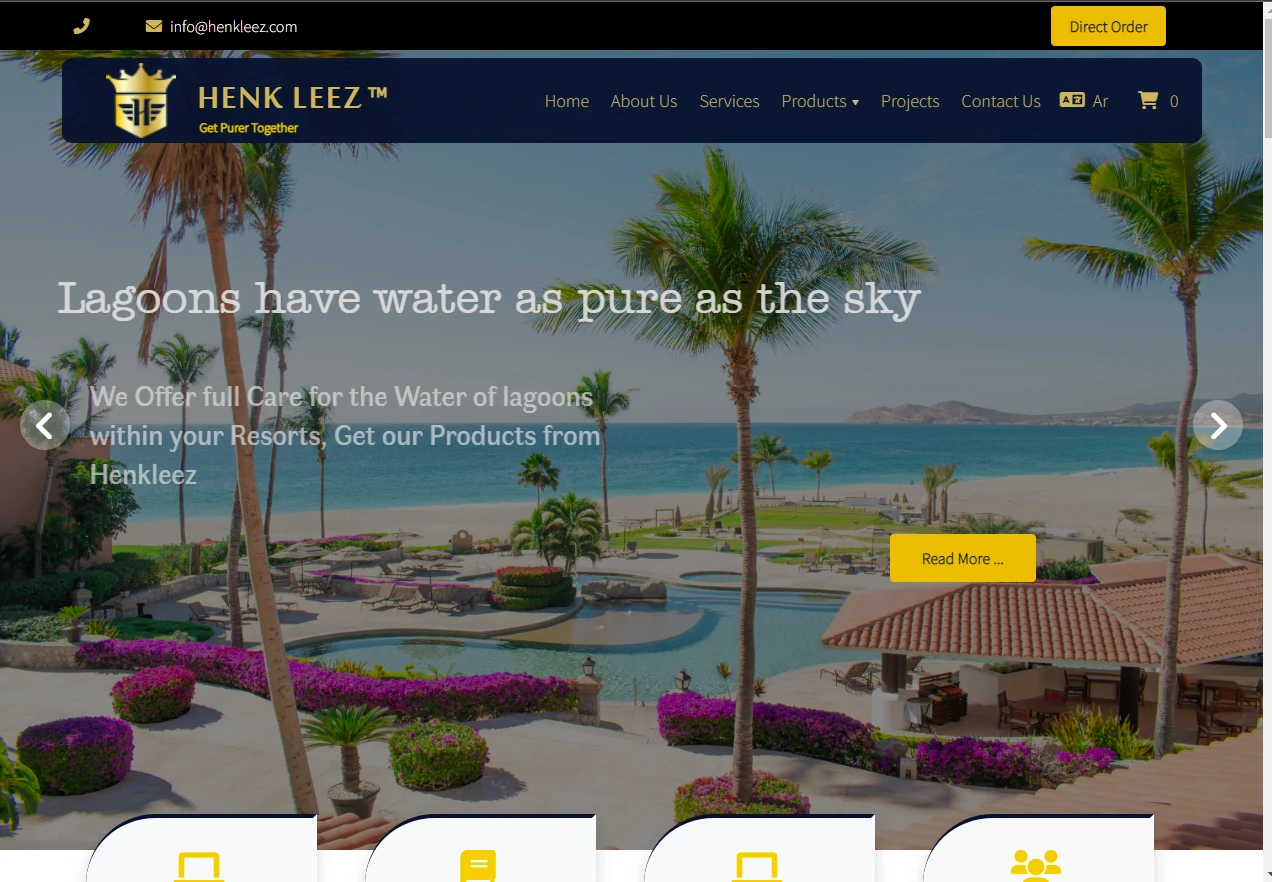 info@henkleez.com
Direct Order
HENK LEEZ™
Get Purer Together
Home About Us Services Products ▾ Projects Contact Us Ar 0
Lagoons have water as pure as the sky
We Offer full Care for the Water of lagoons
within your Resorts, Get our Products from
Henkleez
Read More ...